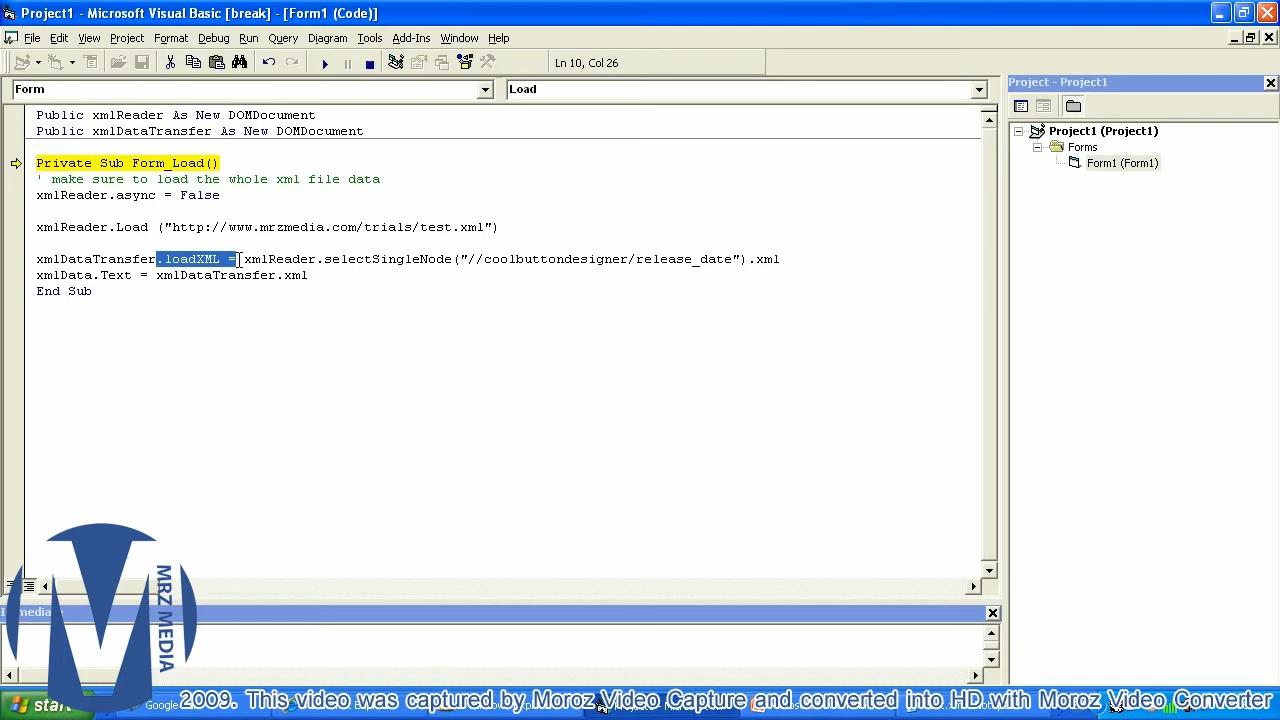 Project1 - Microsoft Visual Basic [break] - [Form1 (Code)]
File Edit View Project Format Debug Run Query Diagram Tools Add-Ins Window Help
Ln 10, Col 26
Form
Load
Project - Project1
Public xmlReader As New DOMDocument
Public xmlDataTransfer As New DOMDocument
Private Sub Form_Load()
' make sure to load the whole xml file data
xmlReader.async = False
xmlReader.Load ("http://www.mrzmedia.com/trials/test.xml")
xmlDataTransfer.loadXML = xmlReader.selectSingleNode("//coolbuttondesigner/release_date").xml
xmlData.Text = xmlDataTransfer.xml
End Sub
Project1 (Project1)
Forms
Form1 (Form1)
MRZ MEDIA
start
Google
2009. This video was captured by Moroz Video Capture and converted into HD with Moroz Video Converter